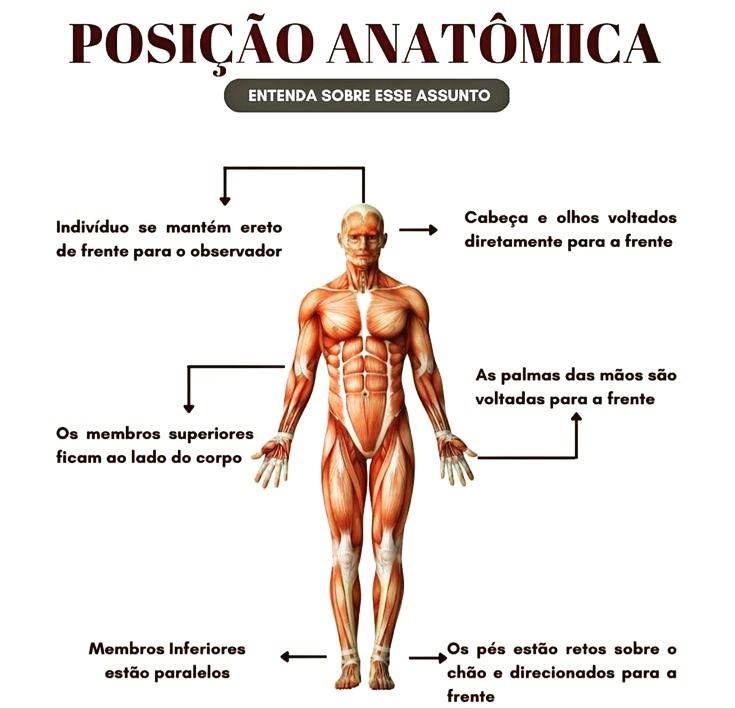 POSIÇÃO ANATÔMICA
ENTENDA SOBRE ESSE ASSUNTO
Indivíduo se mantém ereto
de frente para o observador
Cabeça e olhos voltados
diretamente para a frente
As palmas das mãos são
voltadas para a frente
Os membros superiores
ficam ao lado do corpo
Membros Inferiores
estão paralelos
Os pés estão retos sobre o
chão e direcionados para a
frente